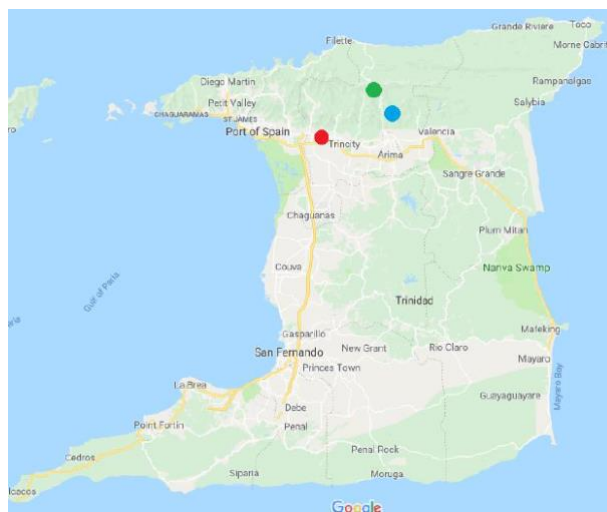 Grande Riviere
Toco
Filette
Morne Cabrit
Diego Martin
Rampanalgas
Petit Valley
CHAGUARAMAS
ST JAMES
Salybia
Port of Spain
Valencia
Trincity
Arima
Sangre Grande
Chaguanas
Plum Mitan
Couva
Nariva Swamp
Gulf of Paria
Trinidad
Gasparillo
Mafeking
San Fernando
New Grant
Rio Claro
Princes Town
Mayaro
Mayaro Bay
La Brea
Guayaguayare
Debe
Point Fortin
Penal
Penal Rock
Cedros
Siparia
Moruga
Icacos
Google